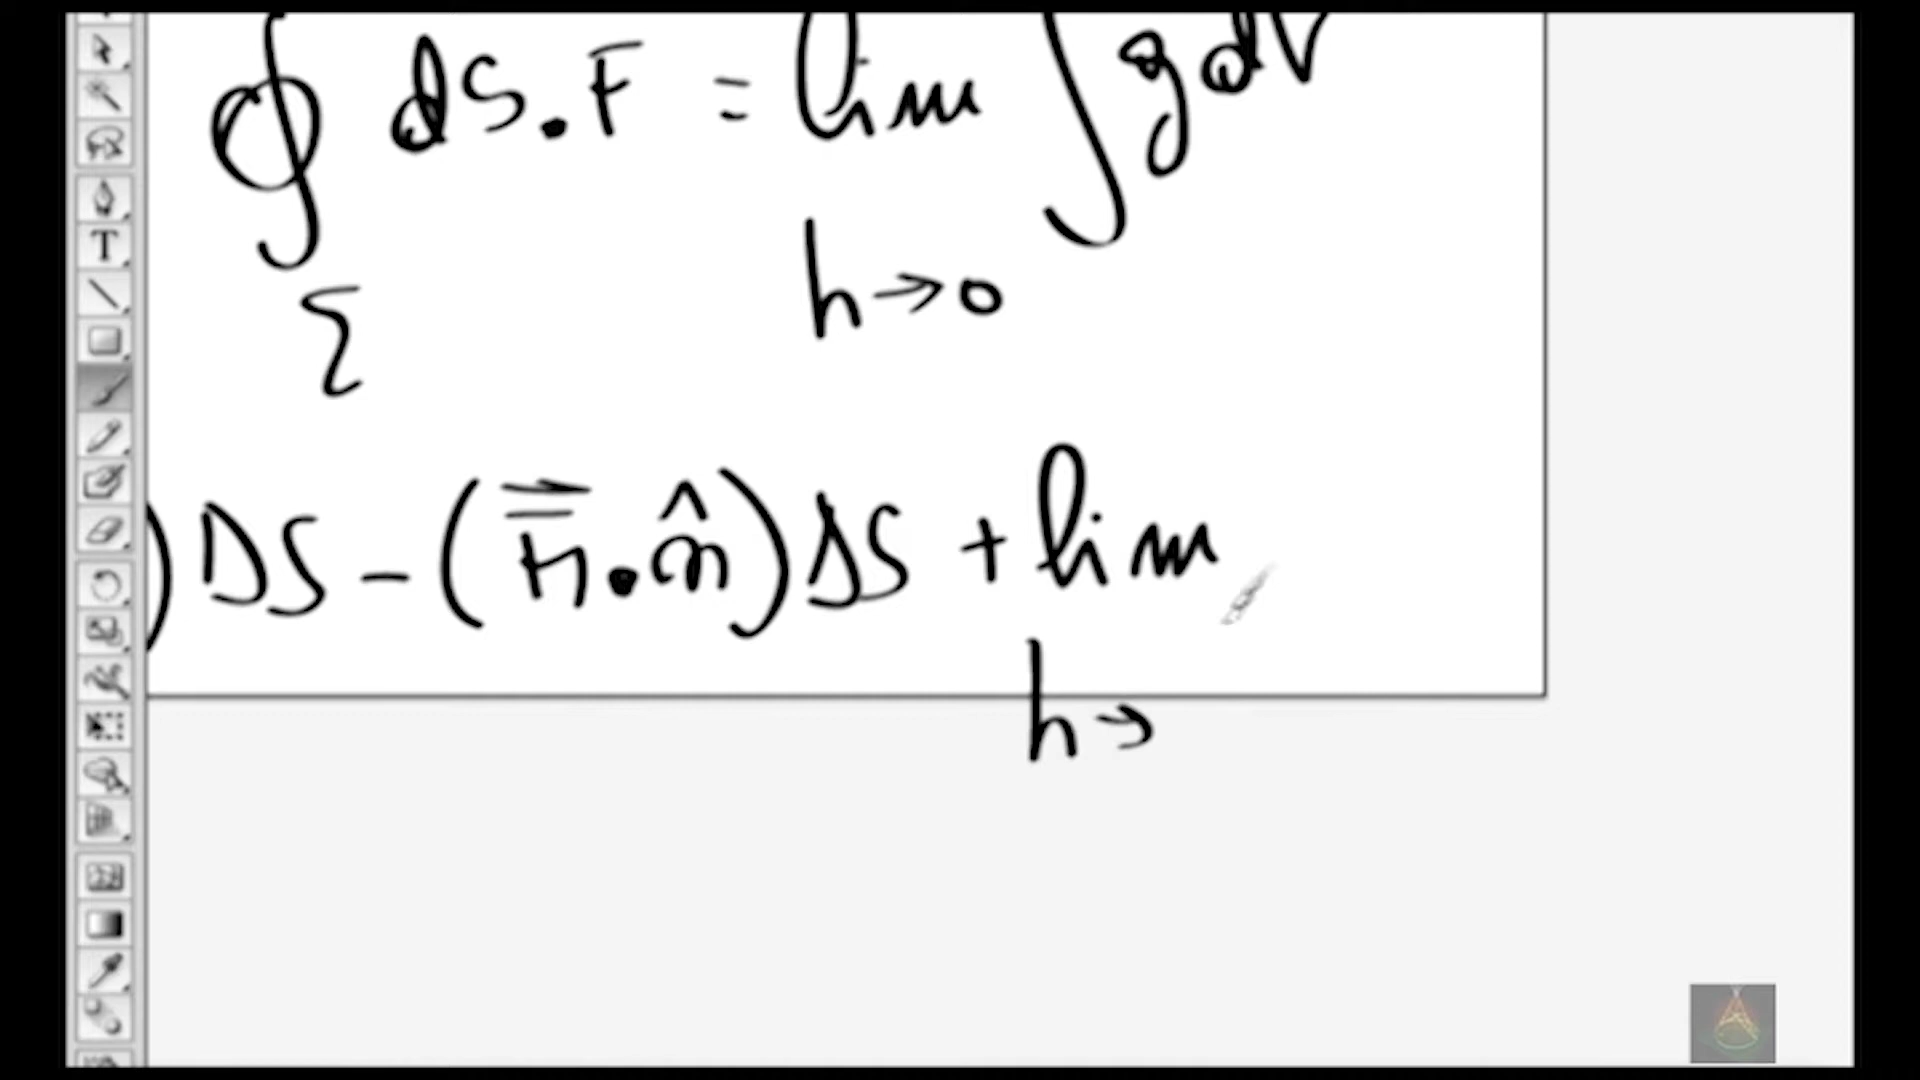 ∮ dS . F = lim ∫ g dV
Σ h→0
) ΔS - ( . n̂ ) ΔS + lim
h→